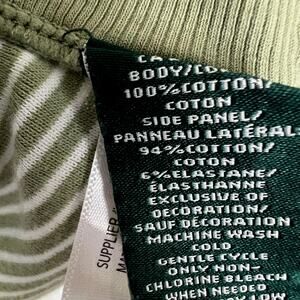 BODY/CO
100% COTTON/
COTON
SIDE PANEL/
PANNEAU LATÉRAL
94% COTTON/
COTON
6% ELASTANE/
ÉLASTHANNE
EXCLUSIVE OF
DECORATION/
SAUF DÉCORATION
MACHINE WASH
COLD
GENTLE CYCLE
ONLY NON-
CHLORINE BLEACH
WHEN NEEDED
SUPPLIER